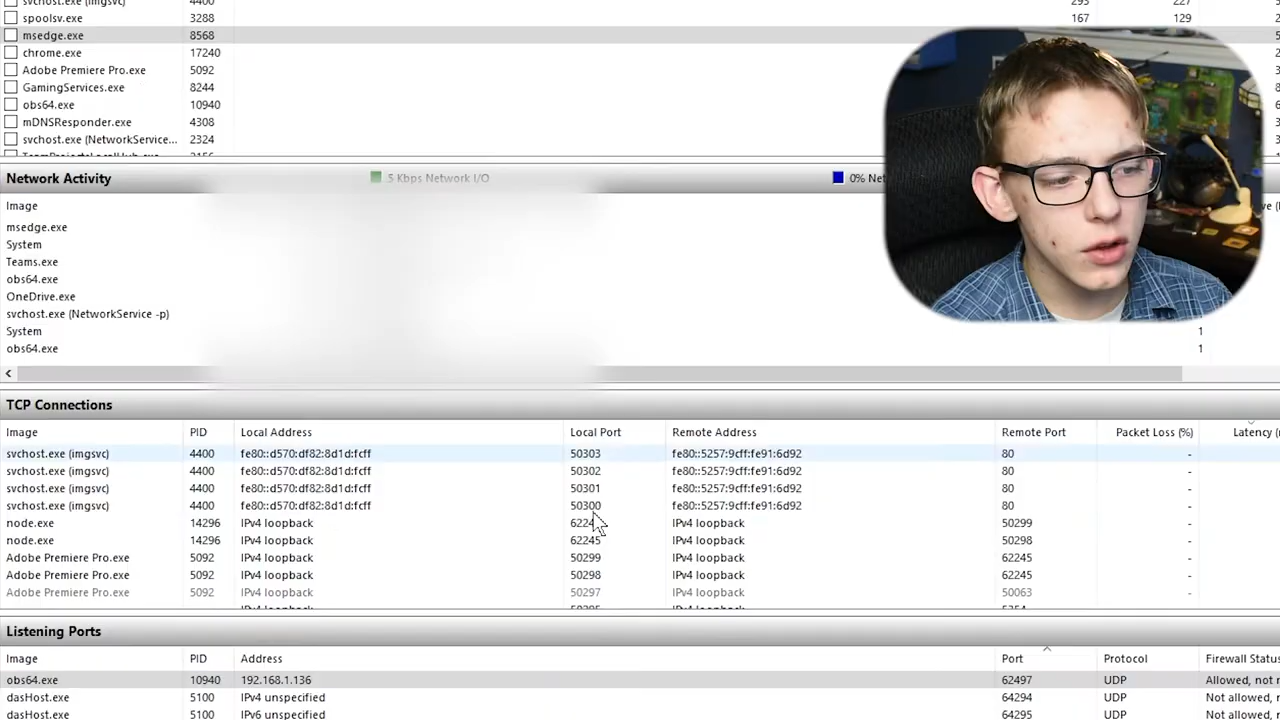 svchost.exe (imgsvc) 4400 293 227
spoolsv.exe 3288 167 129
msedge.exe 8568
chrome.exe 17240
Adobe Premiere Pro.exe 5092
GamingServices.exe 8244
obs64.exe 10940
mDNSResponder.exe 4308
svchost.exe (NetworkService... 2324
Network Activity 5 Kbps Network I/O 0% Net
Image
msedge.exe
System
Teams.exe
obs64.exe
OneDrive.exe
svchost.exe (NetworkService -p)
System 1
obs64.exe 1
TCP Connections
Image PID Local Address Local Port Remote Address Remote Port Packet Loss (%) Latency (
svchost.exe (imgsvc) 4400 fe80::d570:df82:8d1d:fcff 50303 fe80::5257:9cff:fe91:6d92 80 -
svchost.exe (imgsvc) 4400 fe80::d570:df82:8d1d:fcff 50302 fe80::5257:9cff:fe91:6d92 80 -
svchost.exe (imgsvc) 4400 fe80::d570:df82:8d1d:fcff 50301 fe80::5257:9cff:fe91:6d92 80 -
svchost.exe (imgsvc) 4400 fe80::d570:df82:8d1d:fcff 50300 fe80::5257:9cff:fe91:6d92 80 -
node.exe 14296 IPv4 loopback IPv4 loopback 50299
node.exe 14296 IPv4 loopback 62245 IPv4 loopback 50298
Adobe Premiere Pro.exe 5092 IPv4 loopback 50299 IPv4 loopback 62245 -
Adobe Premiere Pro.exe 5092 IPv4 loopback 50298 IPv4 loopback 62245 -
Adobe Premiere Pro.exe 5092 IPv4 loopback 50297 IPv4 loopback 50063 -
Listening Ports
Image PID Address Port Protocol Firewall Status
obs64.exe 10940 192.168.1.136 62497 UDP Allowed, not r
dasHost.exe 5100 IPv4 unspecified 64294 UDP Not allowed,
dasHost.exe 5100 IPv6 unspecified 64295 UDP Not allowed,